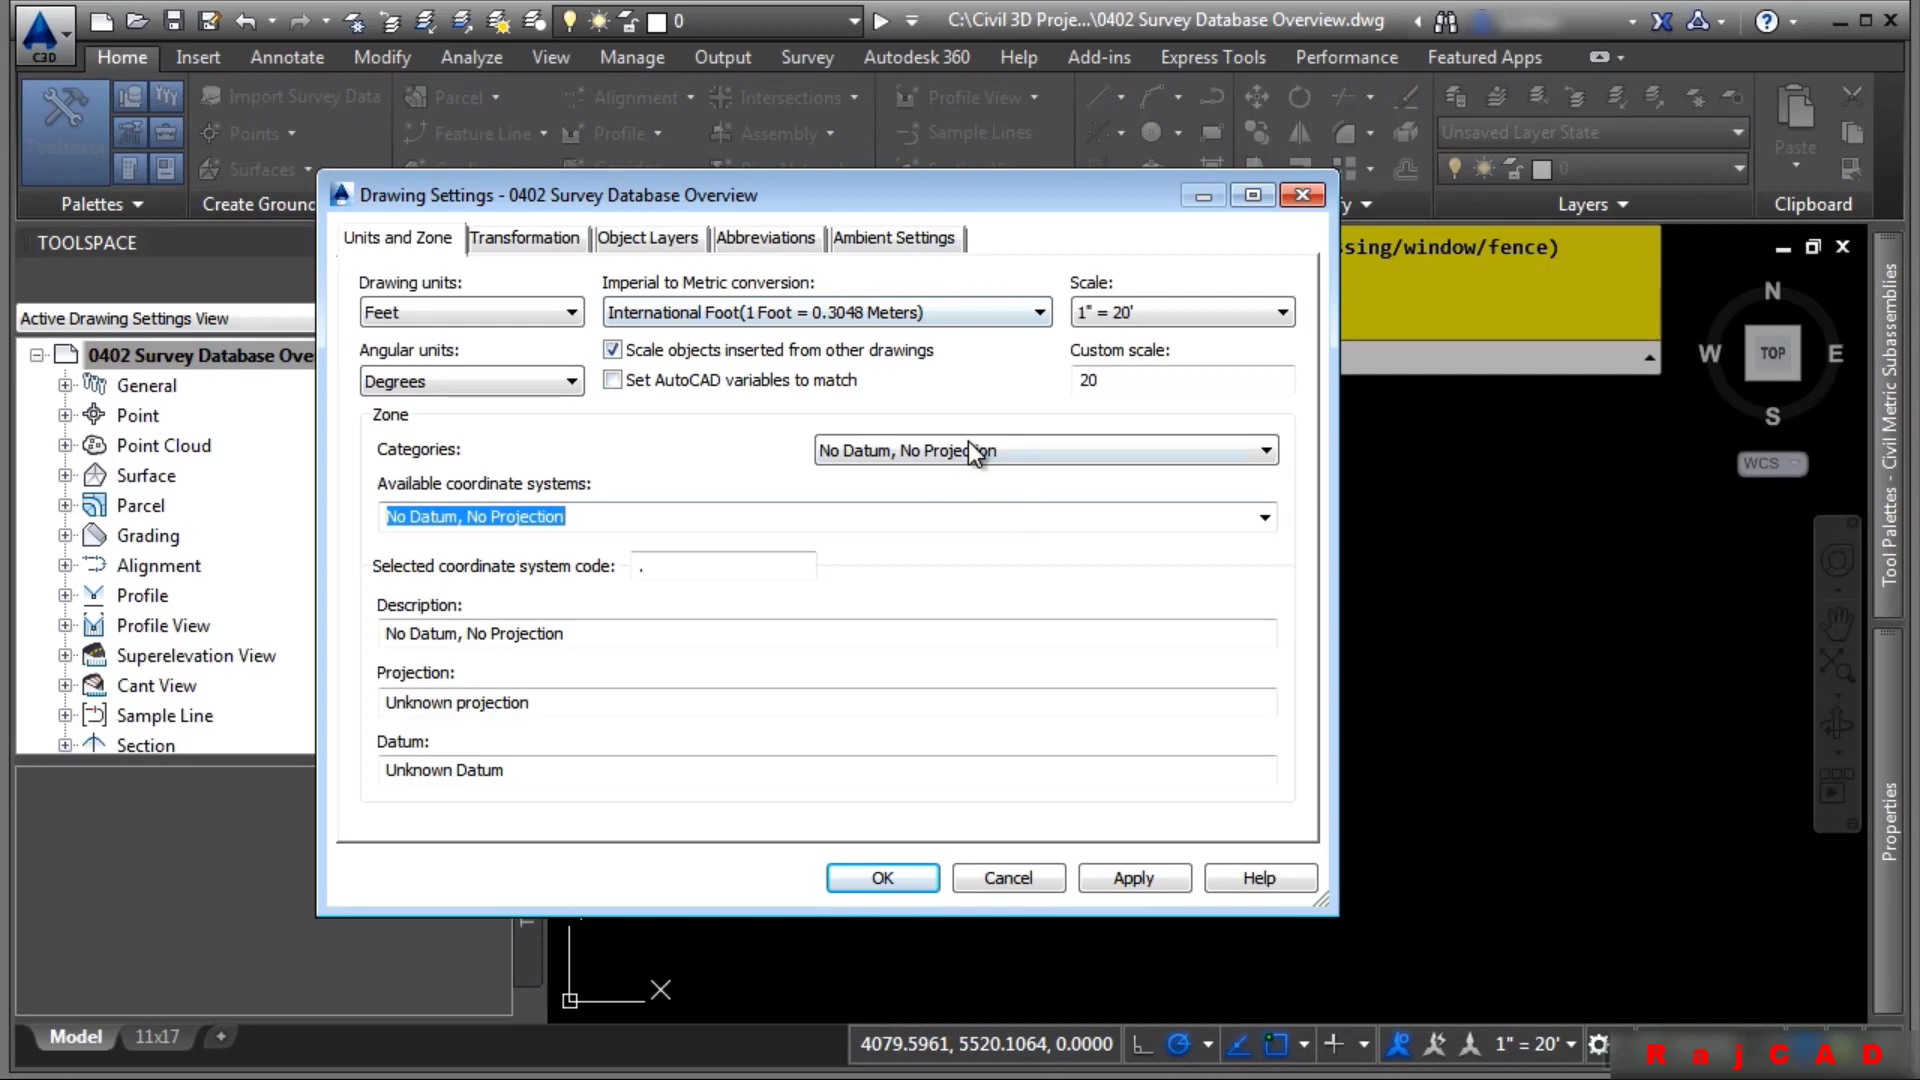 0
C:\Civil 3D Proje...\0402 Survey Database Overview.dwg
C3D
Home Insert Annotate Modify View Analyze Manage Output Survey Autodesk 360 Help Add-ins Express Tools Performance Featured Apps
Import Survey Data Parcel Alignment Intersections Profile View
Points Feature Line Profile Assembly Sample Lines Unsaved Layer State
Toolspace Surfaces 0 Paste
Palettes Create Ground Layers Clipboard
Drawing Settings - 0402 Survey Database Overview
TOOLSPACE
Units and Zone Transformation Object Layers Abbreviations Ambient Settings
sing/window/fence)
Drawing units: Imperial to Metric conversion: Scale:
Feet International Foot(1 Foot = 0.3048 Meters) 1" = 20'
Angular units: Scale objects inserted from other drawings Custom scale:
Degrees Set AutoCAD variables to match 20
Zone
Categories: No Datum, No Projection
Available coordinate systems:
No Datum, No Projection
Selected coordinate system code: .
Description:
No Datum, No Projection
Projection:
Unknown projection
Datum:
Unknown Datum
OK Cancel Apply Help
Active Drawing Settings View
0402 Survey Database Ove
General
Point
Point Cloud
Surface
Parcel
Grading
Alignment
Profile
Profile View
Superelevation View
Cant View
Sample Line
Section
N
W TOP E
S
WCS
Tool Palettes - Civil Metric Subassemblies
Properties
X
Model 11x17
4079.5961, 5520.1064, 0.0000 1" = 20'
RajCAD